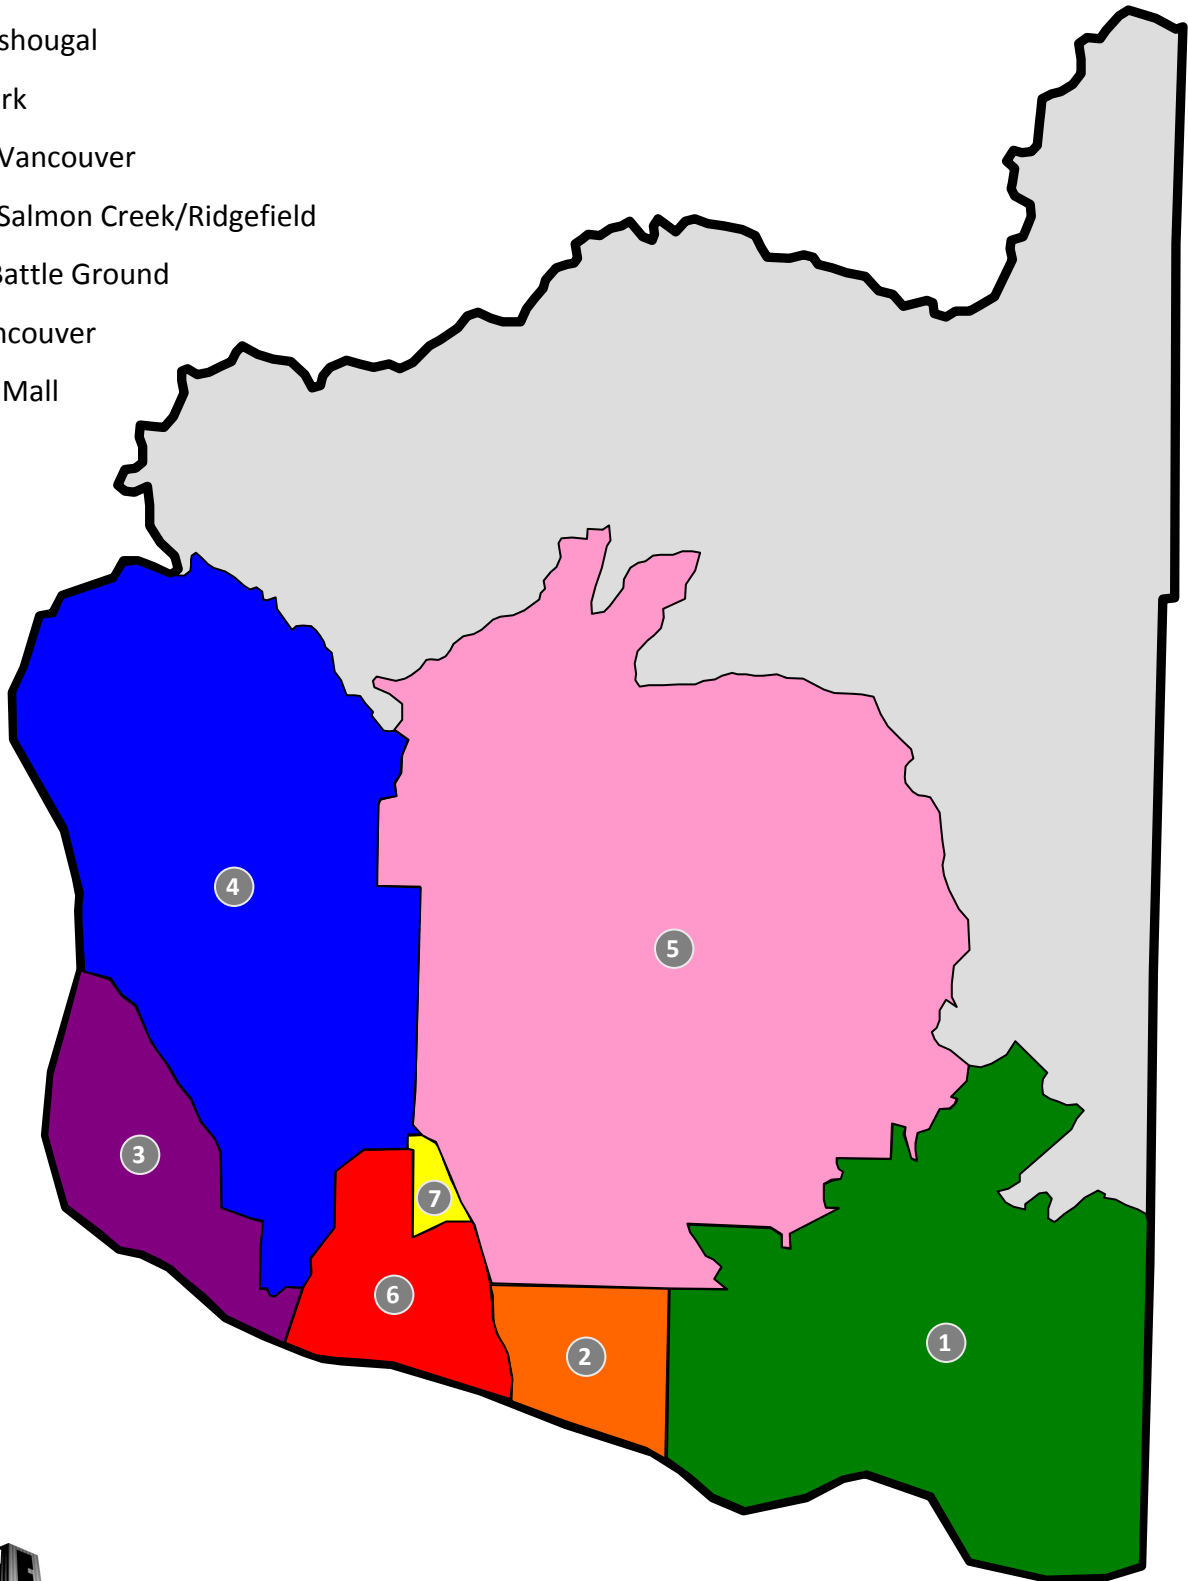 shougal
rk
Vancouver
Salmon Creek/Ridgefield
Battle Ground
ncouver
Mall
4
5
3
7
6
2
1